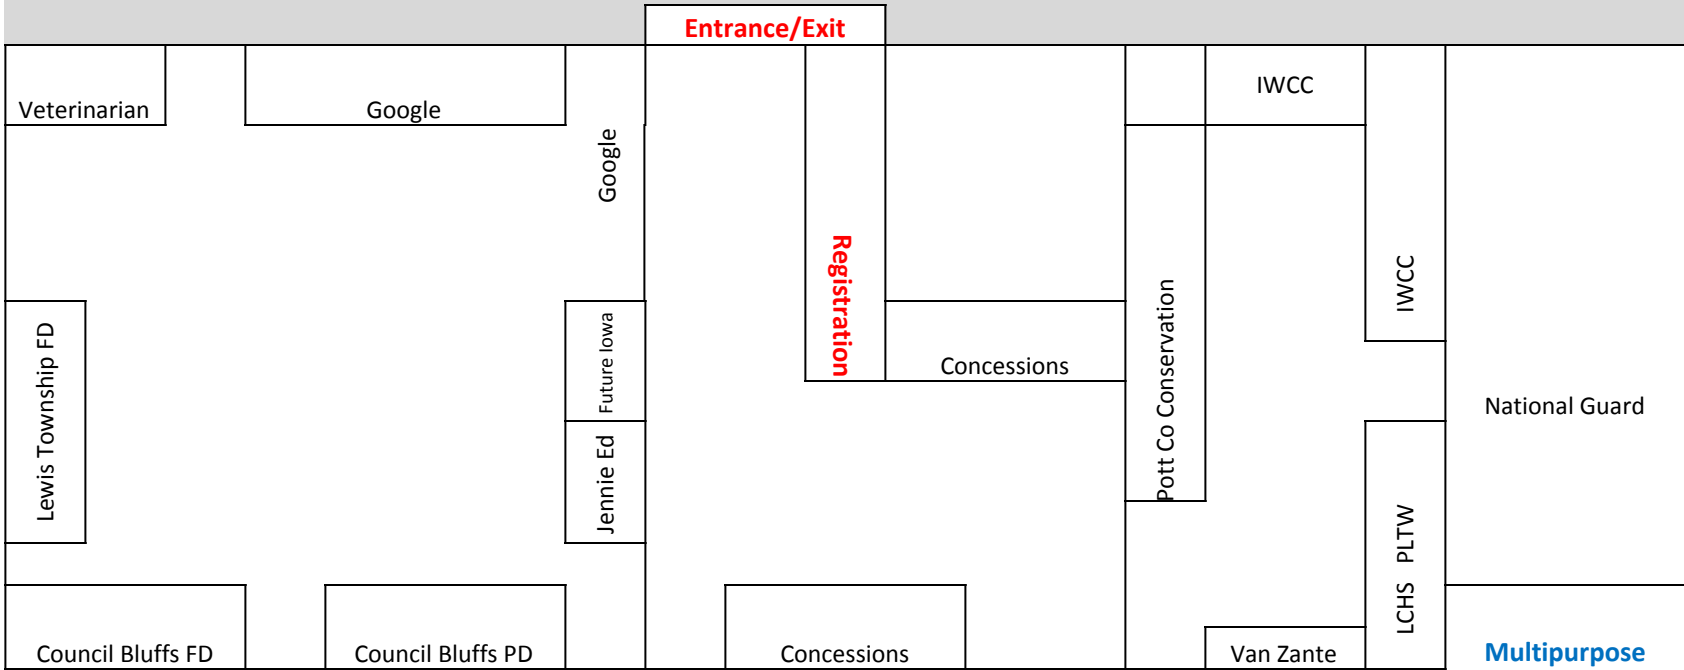 Entrance/Exit
Veterinarian
Google
Google
IWCC
Registration
IWCC
Lewis Township FD
Future Iowa
Concessions
Pott Co Conservation
National Guard
Jennie Ed
LCHS PLTW
Council Bluffs FD
Council Bluffs PD
Concessions
Van Zante
Multipurpose